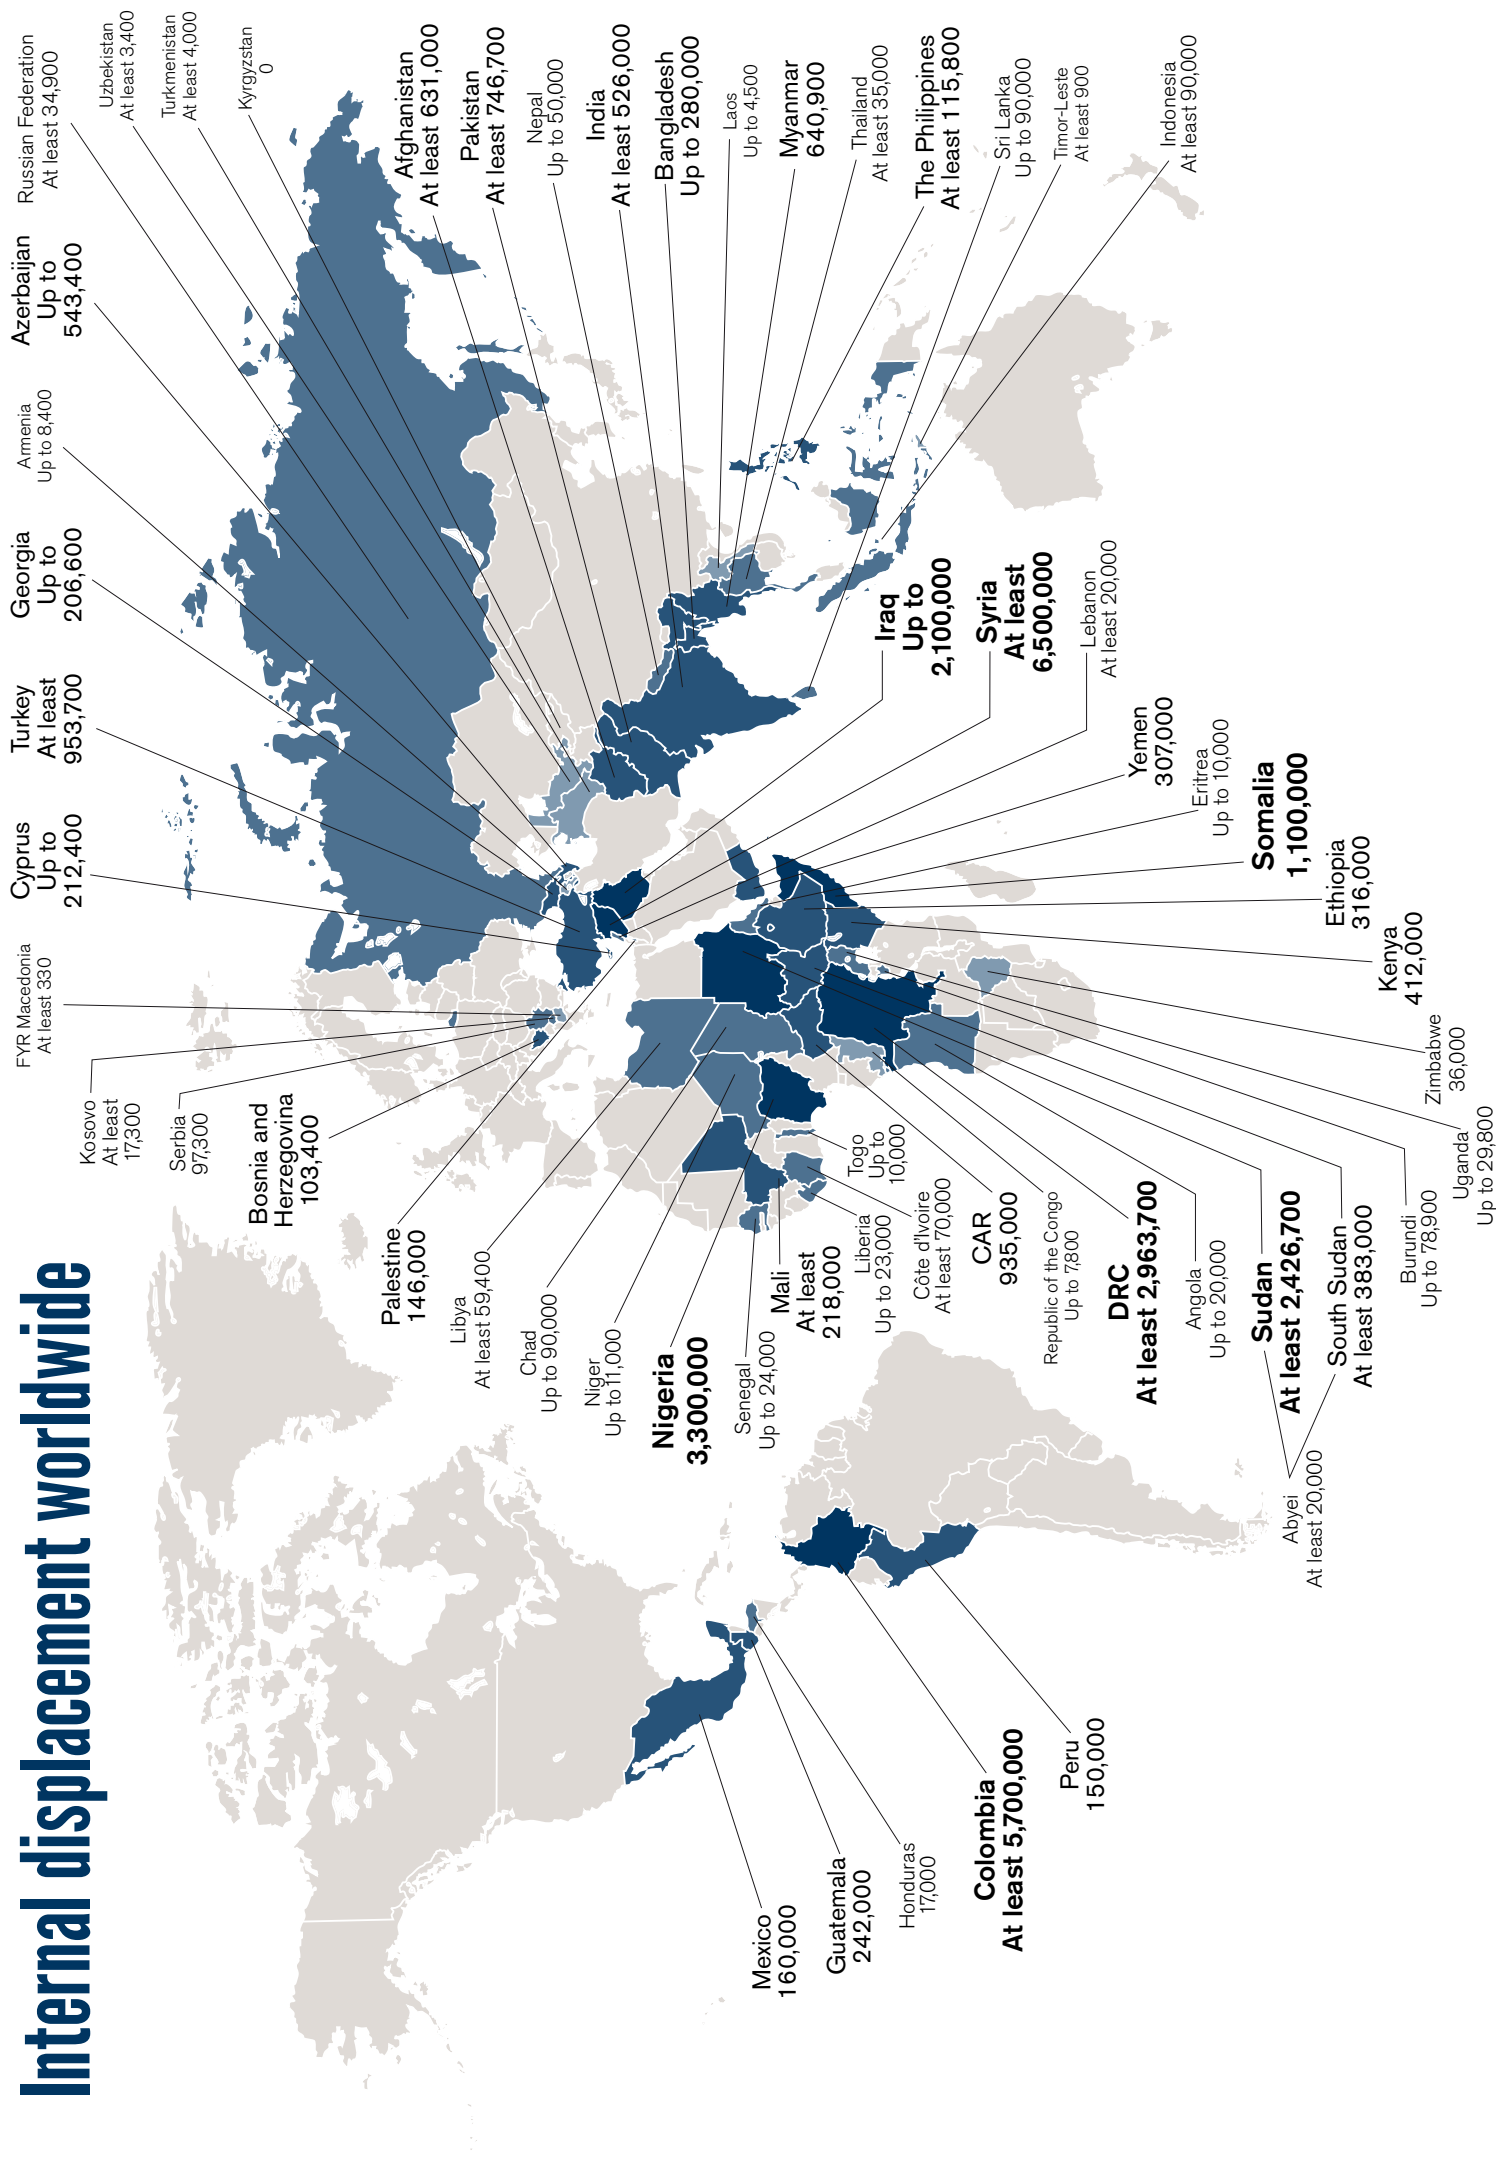 Internal displacement worldwide
FYR Macedonia
At least 330
Cyprus
Up to
212,400
Turkey
At least
953,700
Georgia
Up to
206,600
Armenia
Up to 8,400
Azerbaijan
Up to
543,400
Russian Federation
At least 34,900
Uzbekistan
At least 3,400
Turkmenistan
At least 4,000
Kyrgyzstan
0
Kosovo
At least
17,300
Serbia
97,300
Bosnia and
Herzegovina
103,400
Palestine
146,000
Libya
At least 59,400
Chad
Up to 90,000
Niger
Up to11,000
Nigeria
3,300,000
Senegal
Up to 24,000
Mali
At least
218,000
Liberia
Up to 23,000
Togo
Up to
10,000
Côte d'Ivoire
At least 70,000
CAR
935,000
Republic of the Congo
Up to 7,800
DRC
At least 2,963,700
Angola
Up to 20,000
Sudan
At least 2,426,700
South Sudan
At least 383,000
Abyei
At least 20,000
Burundi
Up to 78,900
Uganda
Up to 29,800
Zimbabwe
36,000
Kenya
412,000
Ethiopia
316,000
Somalia
1,100,000
Eritrea
Up to 10,000
Yemen
307,000
Lebanon
At least 20,000
Syria
At least
6,500,000
Iraq
Up to
2,100,000
Afghanistan
At least 631,000
Pakistan
At least 746,700
Nepal
Up to 50,000
India
At least 526,000
Bangladesh
Up to 280,000
Laos
Up to 4,500
Myanmar
640,900
Thailand
At least 35,000
The Philippines
At least 115,800
Sri Lanka
Up to 90,000
Timor-Leste
At least 900
Indonesia
At least 90,000
Mexico
160,000
Guatemala
242,000
Honduras
17,000
Colombia
At least 5,700,000
Peru
150,000